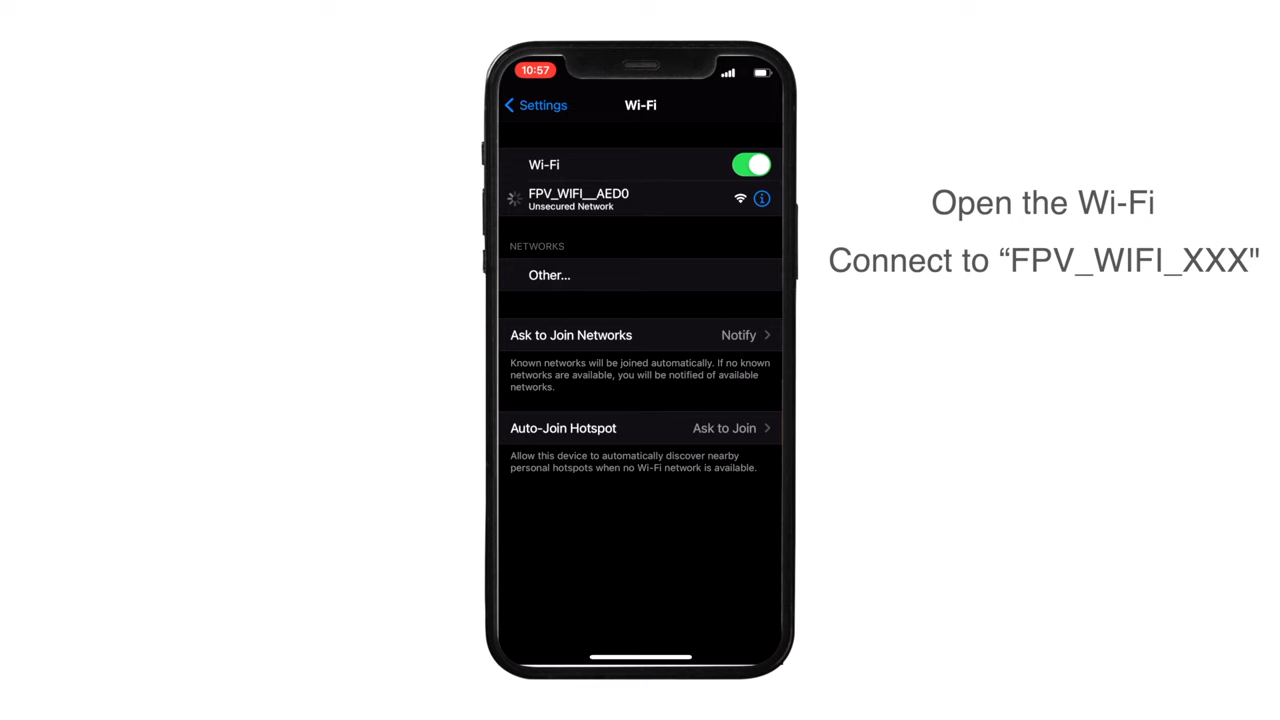 10:57
Settings
Wi-Fi
Wi-Fi
FPV_WIFI__AED0
Unsecured Network
NETWORKS
Other...
Ask to Join Networks Notify
Known networks will be joined automatically. If no known
networks are available, you will be notified of available
networks.
Auto-Join Hotspot Ask to Join
Allow this device to automatically discover nearby
personal hotspots when no Wi-Fi network is available.
Open the Wi-Fi
Connect to “FPV_WIFI_XXX"